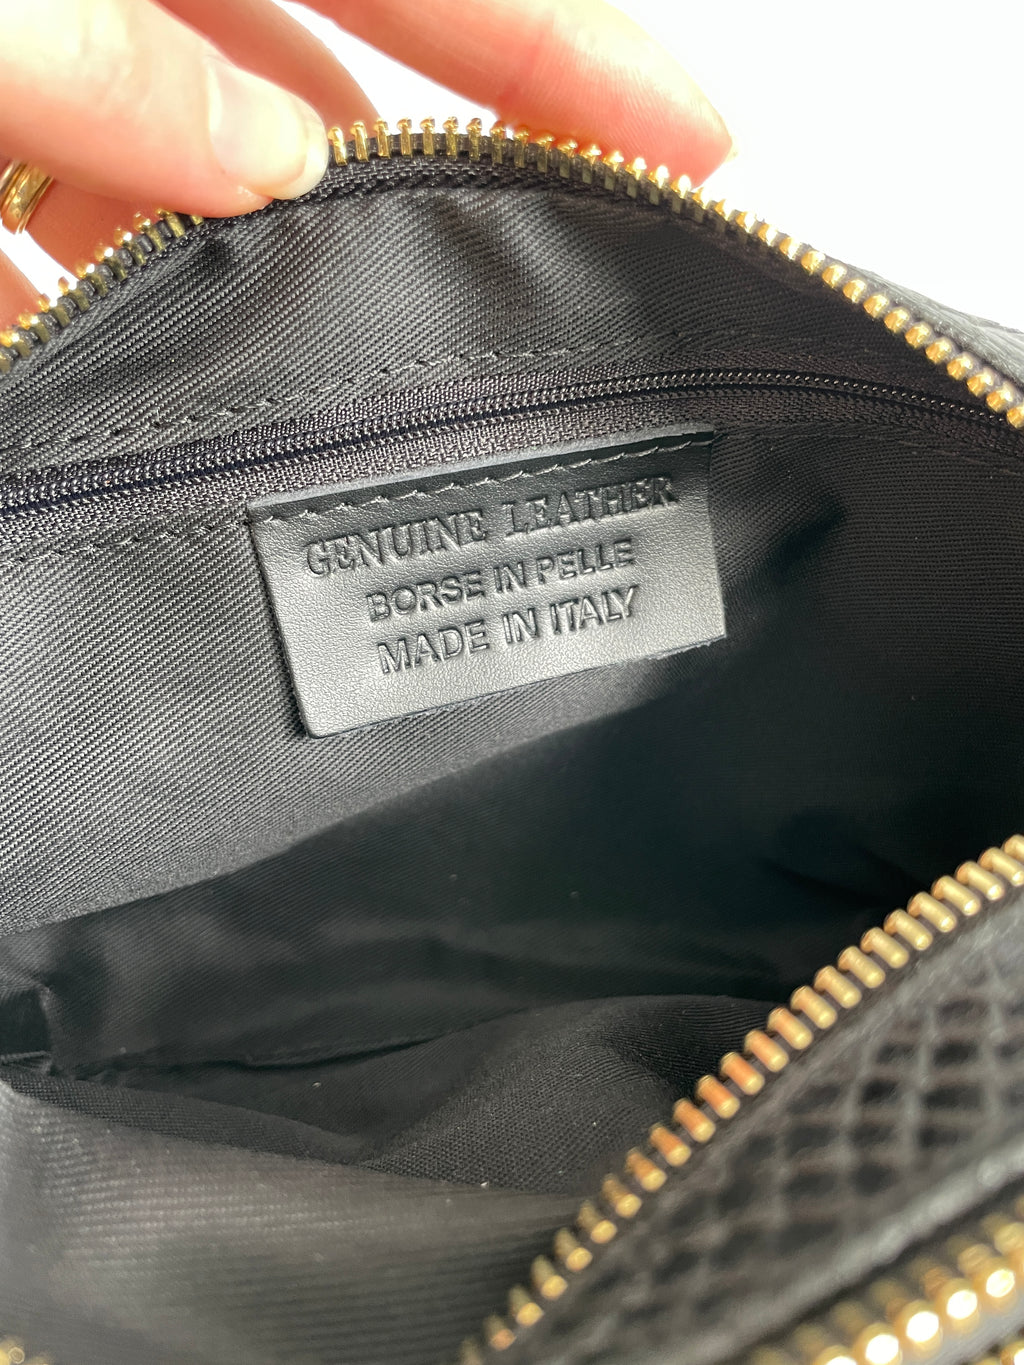 GENUINE LEATHER
BORSE IN PELLE
MADE IN ITALY